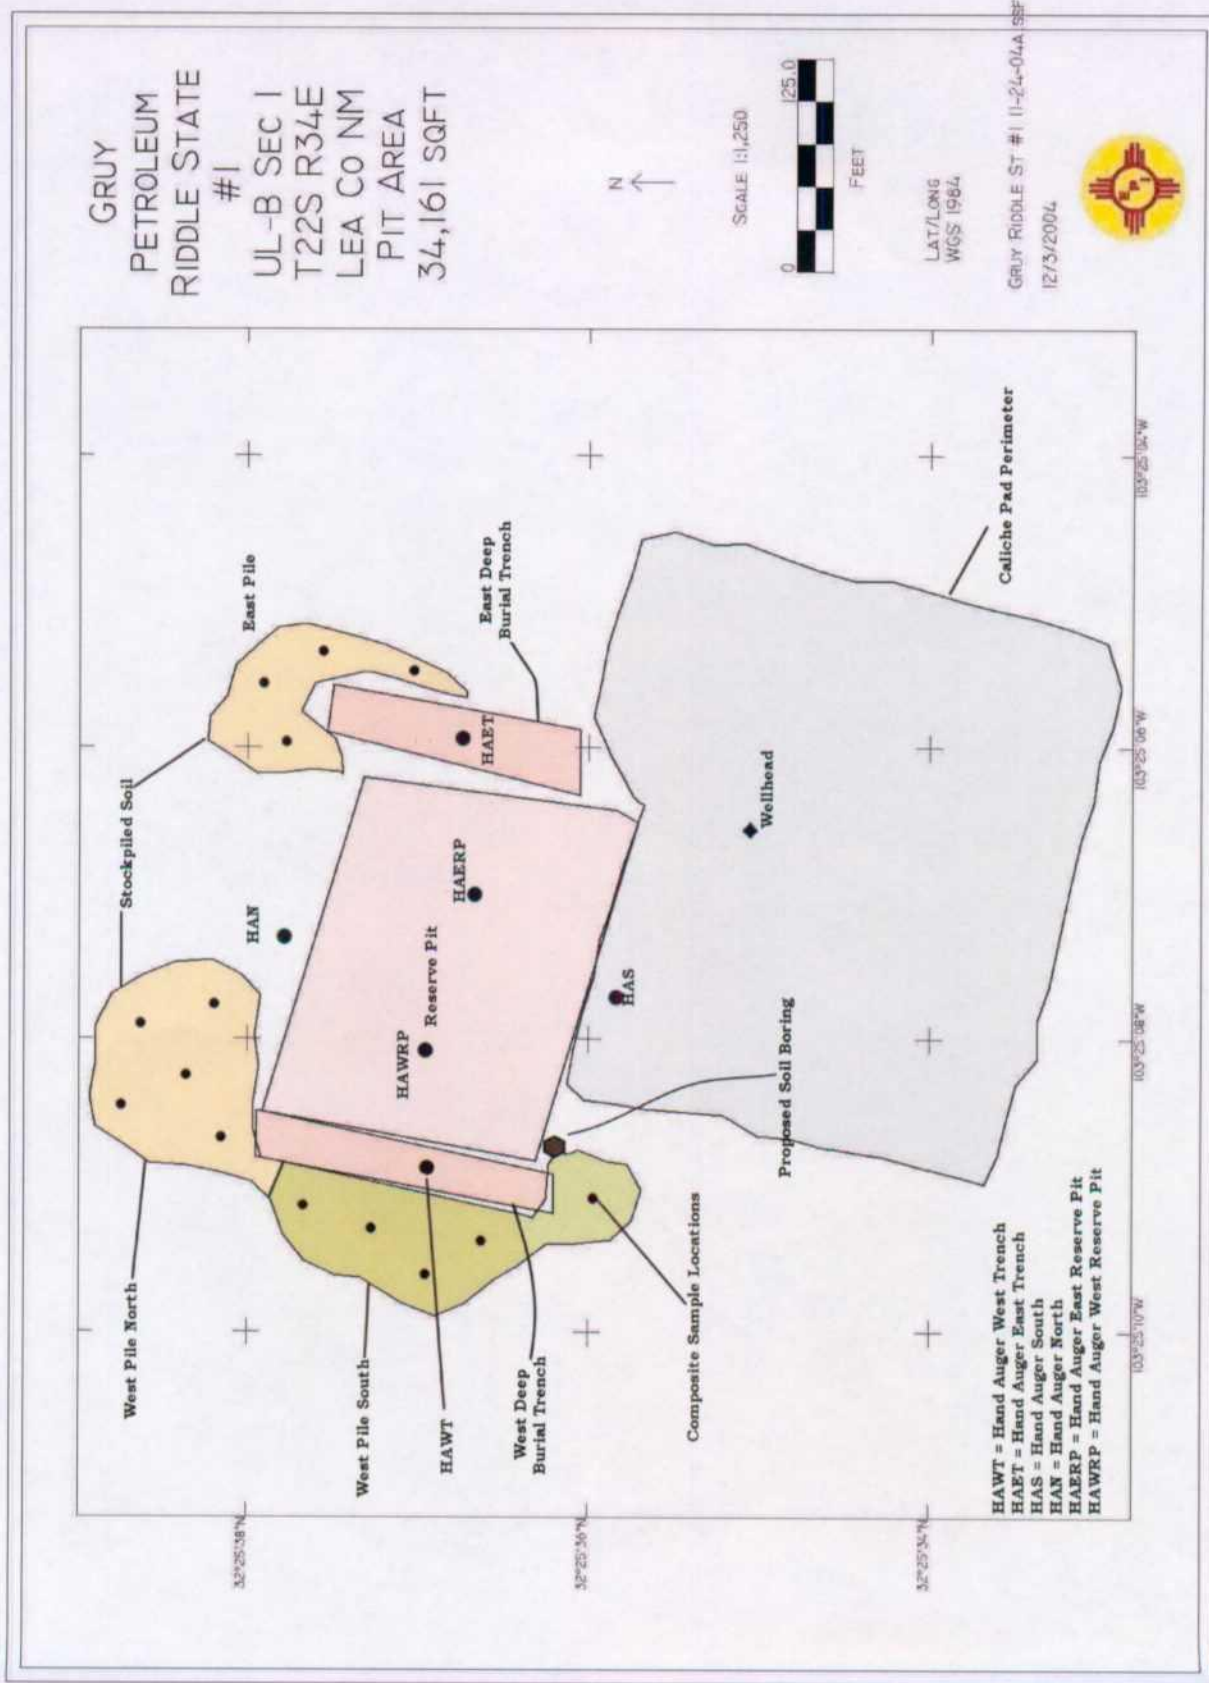 GRUY
PETROLEUM
RIDDLE STATE
#1
UL-B SEC 1
T22S R34E
LEA CO NM
PIT AREA
34,161 SQFT
N
SCALE 1:1,250
0
125.0
FEET
LAT/LONG
WGS 1984
GRUY RIDDLE ST #1 11-24-04A.SSF
12/3/2004
EPI
West Pile North
Stockpiled Soil
East Pile
HAN
West Pile South
HAWRP
Reserve Pit
HAERP
HAET
East Deep
Burial Trench
HAWT
West Deep
Burial Trench
HAS
Composite Sample Locations
Proposed Soil Boring
Wellhead
Caliche Pad Perimeter
HAWT = Hand Auger West Trench
HAET = Hand Auger East Trench
HAS = Hand Auger South
HAN = Hand Auger North
HAERP = Hand Auger East Reserve Pit
HAWRP = Hand Auger West Reserve Pit
32°25'38"N
32°25'36"N
32°25'34"N
103°25'10"W
103°25'08"W
103°25'06"W
103°25'04"W